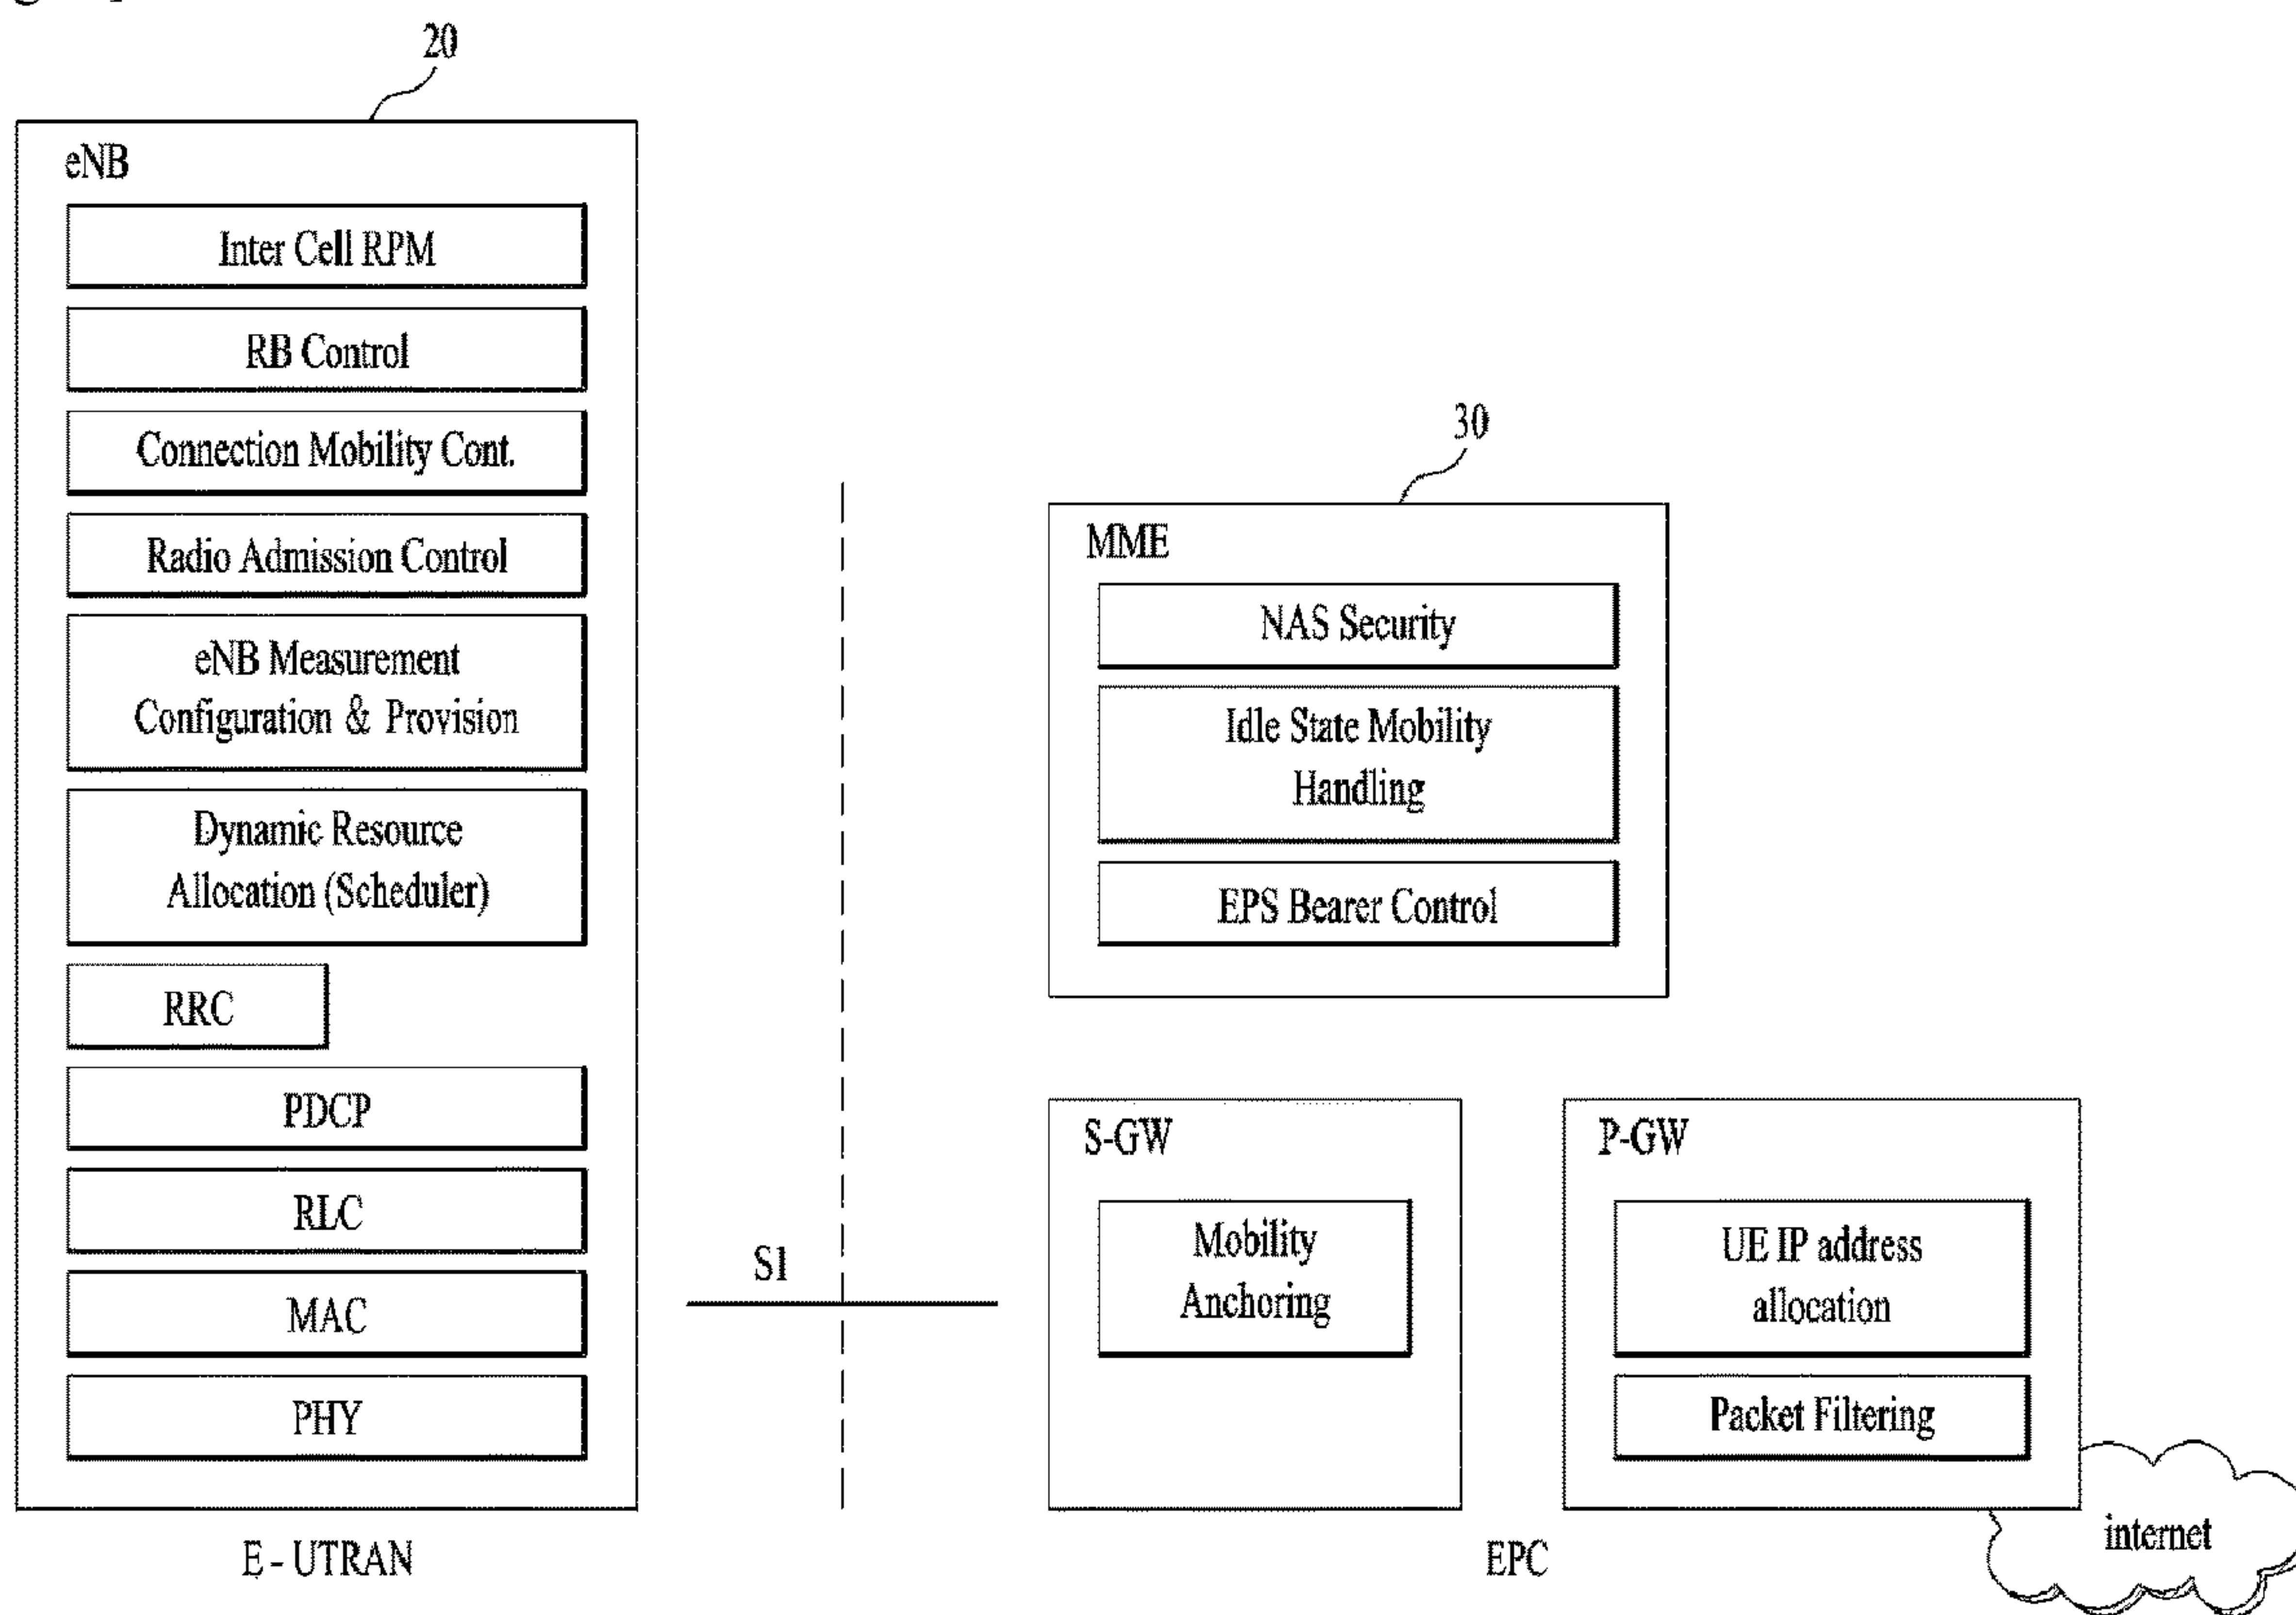 20
eNB
Inter Cell RPM
RB Control
Connection Mobility Cont.
Radio Admission Control
eNB Measurement
Configuration & Provision
Dynamic Resource
Allocation (Scheduler)
RRC
PDCP
RLC
MAC
PHY
E - UTRAN
S1
30
MME
NAS Security
Idle State Mobility
Handling
EPS Bearer Control
S-GW
Mobility
Anchoring
P-GW
UE IP address
allocation
Packet Filtering
internet
EPC